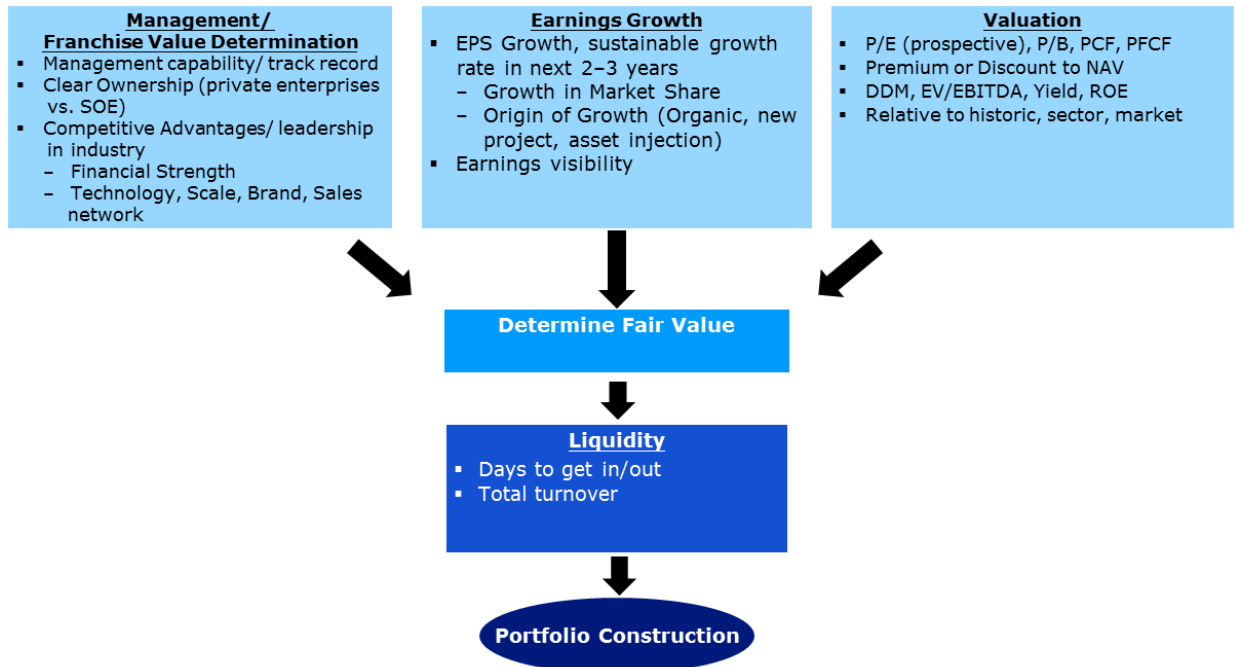 Management/
Franchise Value Determination
▪ Management capability/ track record
▪ Clear Ownership (private enterprises
vs. SOE)
▪ Competitive Advantages/ leadership
in industry
– Financial Strength
– Technology, Scale, Brand, Sales
network
Earnings Growth
▪ EPS Growth, sustainable growth
rate in next 2–3 years
– Growth in Market Share
– Origin of Growth (Organic, new
project, asset injection)
▪ Earnings visibility
Valuation
▪ P/E (prospective), P/B, PCF, PFCF
▪ Premium or Discount to NAV
▪ DDM, EV/EBITDA, Yield, ROE
▪ Relative to historic, sector, market
Determine Fair Value
Liquidity
▪ Days to get in/out
▪ Total turnover
Portfolio Construction